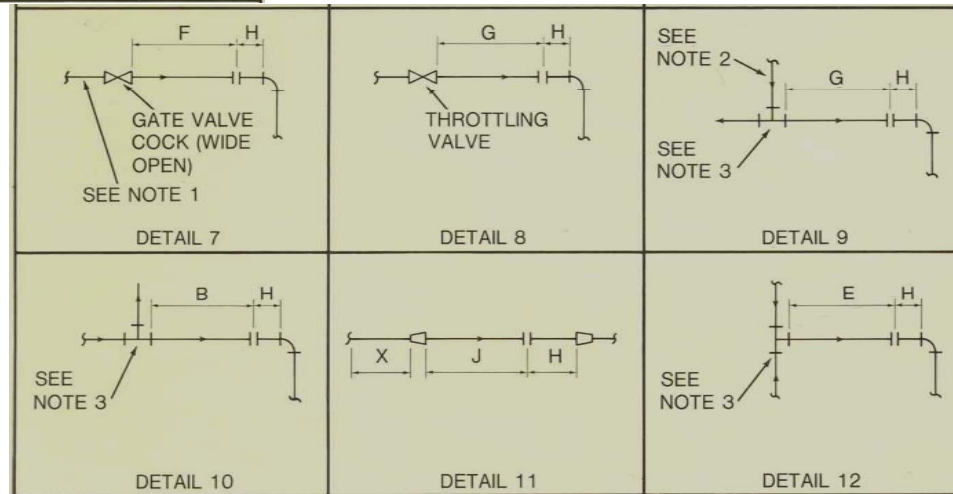 F H
GATE VALVE
COCK (WIDE
OPEN)
SEE NOTE 1
DETAIL 7
G H
THROTTLING
VALVE
DETAIL 8
SEE
NOTE 2
G H
SEE
NOTE 3
DETAIL 9
B H
SEE
NOTE 3
DETAIL 10
X J H
DETAIL 11
E H
SEE
NOTE 3
DETAIL 12